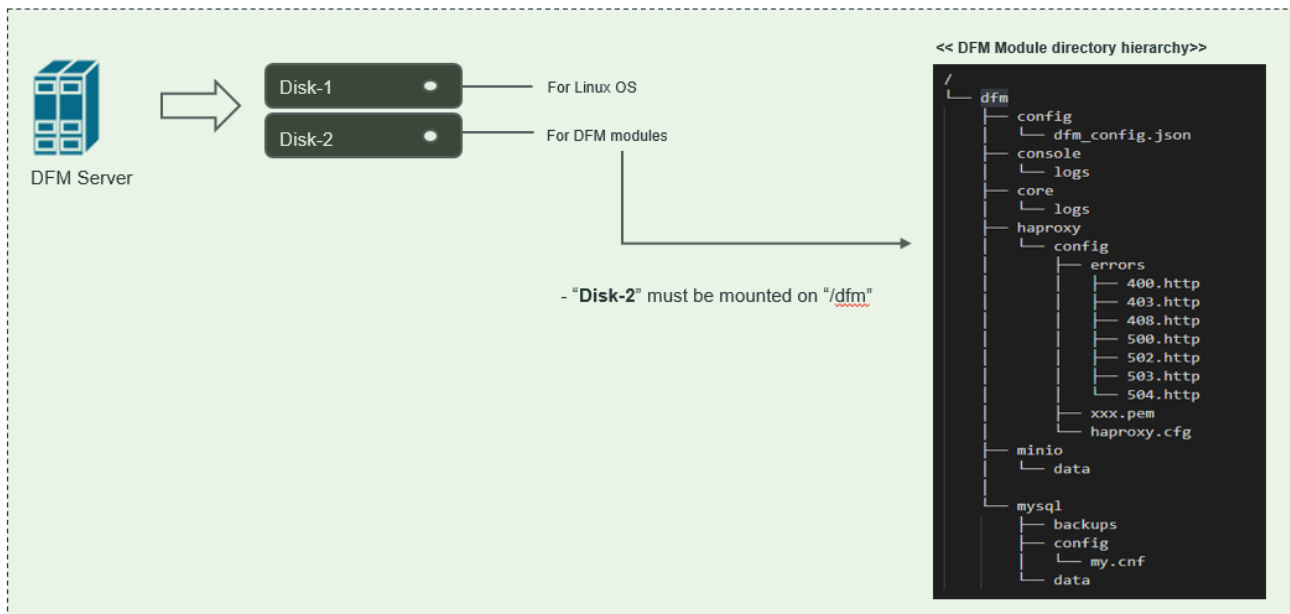 DFM Server
Disk-1
Disk-2
For Linux OS
For DFM modules
- “Disk-2” must be mounted on “/dfm”
<< DFM Module directory hierarchy>>
/
└── dfm
    ├── config
    │   └── dfm_config.json
    ├── console
    │   └── logs
    ├── core
    │   └── logs
    ├── haproxy
    │   └── config
    │       ├── errors
    │       │   ├── 400.http
    │       │   ├── 403.http
    │       │   ├── 408.http
    │       │   ├── 500.http
    │       │   ├── 502.http
    │       │   ├── 503.http
    │       │   └── 504.http
    │       ├── xxx.pem
    │       └── haproxy.cfg
    ├── minio
    │   └── data
    │
    └── mysql
        ├── backups
        ├── config
        │   └── my.cnf
        └── data